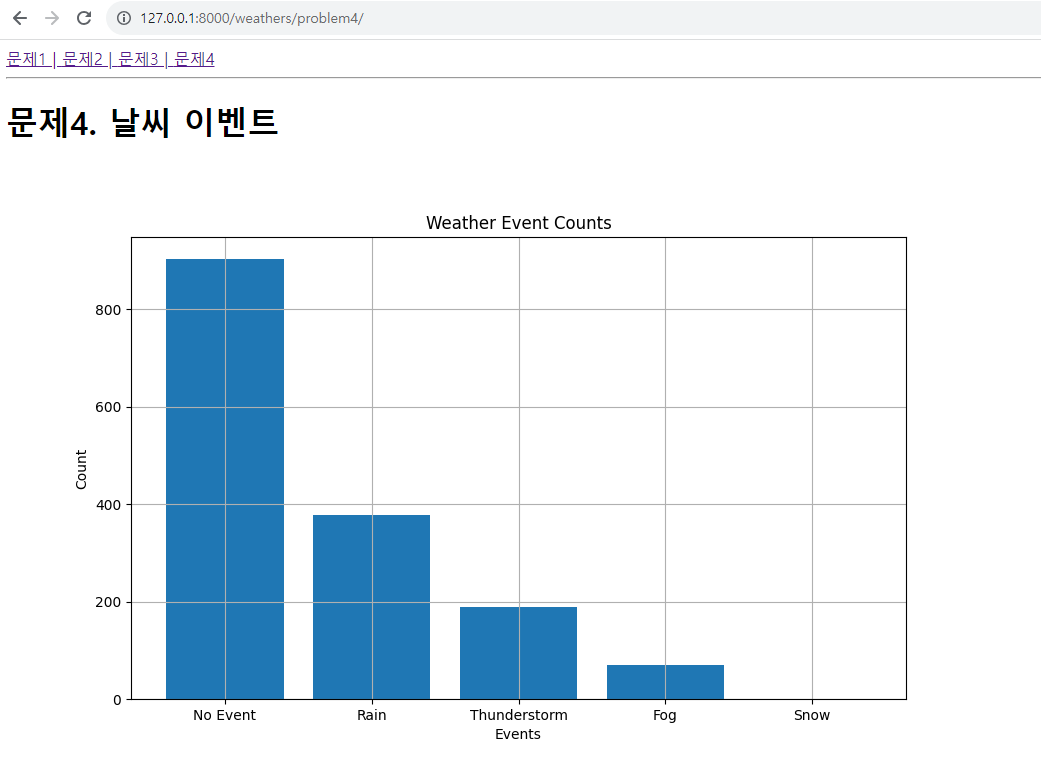 127.0.0.1:8000/weathers/problem4/
문제1 | 문제2 | 문제3 | 문제4
문제4. 날씨 이벤트
Weather Event Counts
800
600
400
200
0
Count
No Event Rain Thunderstorm Fog Snow
Events